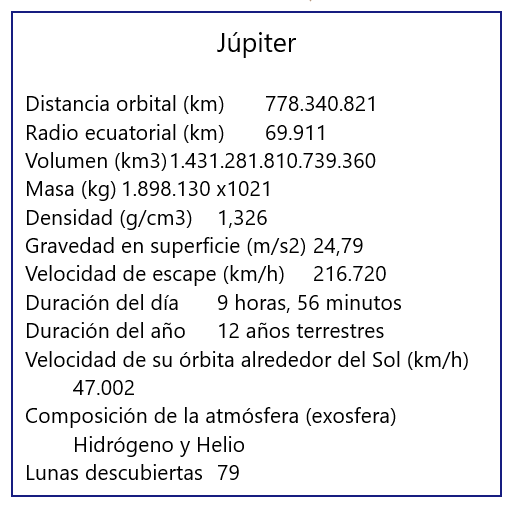 Júpiter
Distancia orbital (km) 778.340.821
Radio ecuatorial (km) 69.911
Volumen (km3) 1.431.281.810.739.360
Masa (kg) 1.898.130 x1021
Densidad (g/cm3) 1,326
Gravedad en superficie (m/s2) 24,79
Velocidad de escape (km/h) 216.720
Duración del día 9 horas, 56 minutos
Duración del año 12 años terrestres
Velocidad de su órbita alrededor del Sol (km/h)
47.002
Composición de la atmósfera (exosfera)
Hidrógeno y Helio
Lunas descubiertas 79